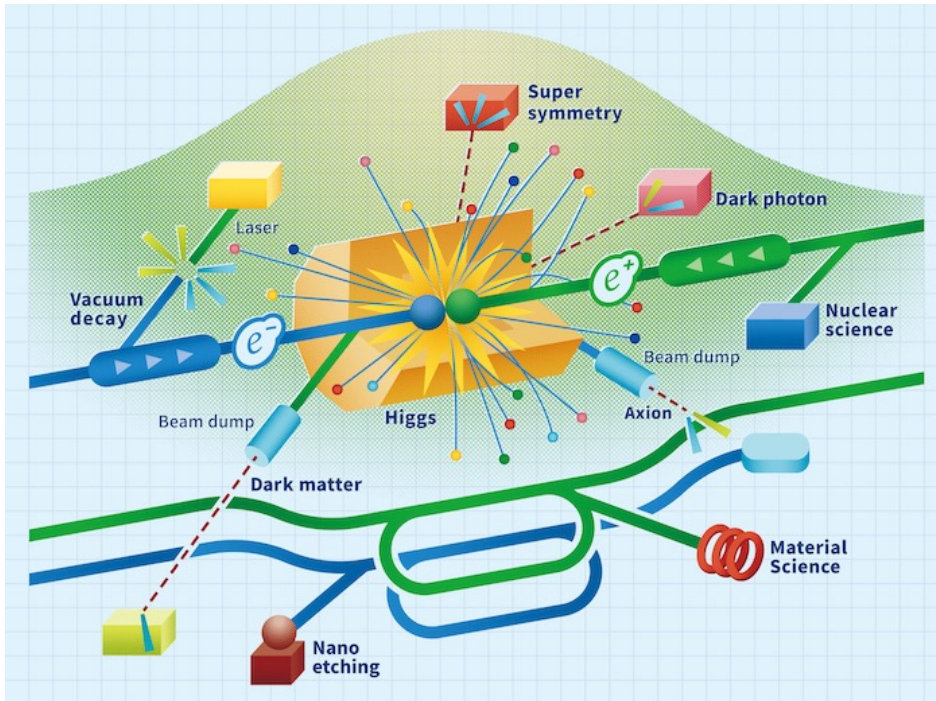 Super
symmetry
Dark photon
Laser
Vacuum
decay
e⁺
e⁻
Nuclear
science
Beam dump
Axion
Higgs
Beam dump
Dark matter
Material
Science
Nano
etching